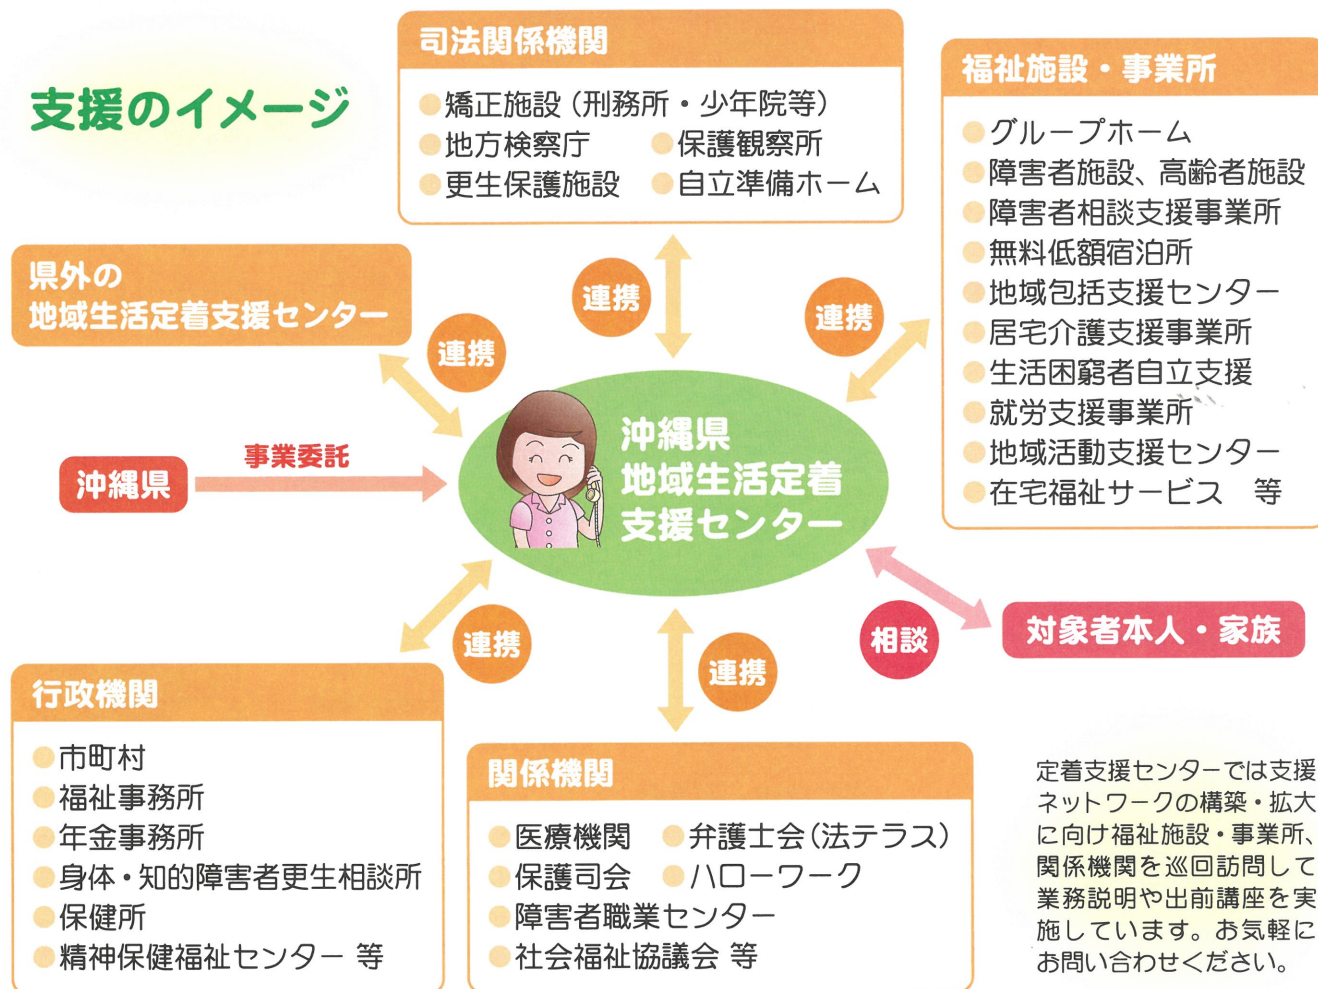 支援のイメージ
司法関係機関
矯正施設(刑務所・少年院等)
地方検察庁 保護観察所
更生保護施設 自立準備ホーム
福祉施設・事業所
グループホーム
障害者施設、高齢者施設
障害者相談支援事業所
無料低額宿泊所
地域包括支援センター
居宅介護支援事業所
生活困窮者自立支援
就労支援事業所
地域活動支援センター
在宅福祉サービス 等
県外の
地域生活定着支援センター
連携
連携
連携
沖縄県
事業委託
沖縄県
地域生活定着
支援センター
連携
連携
相談
対象者本人・家族
行政機関
市町村
福祉事務所
年金事務所
身体・知的障害者更生相談所
保健所
精神保健福祉センター 等
関係機関
医療機関 弁護士会(法テラス)
保護司会 ハローワーク
障害者職業センター
社会福祉協議会 等
定着支援センターでは支援
ネットワークの構築・拡大
に向け福祉施設・事業所、
関係機関を巡回訪問して
業務説明や出前講座を実
施しています。お気軽に
お問い合わせください。